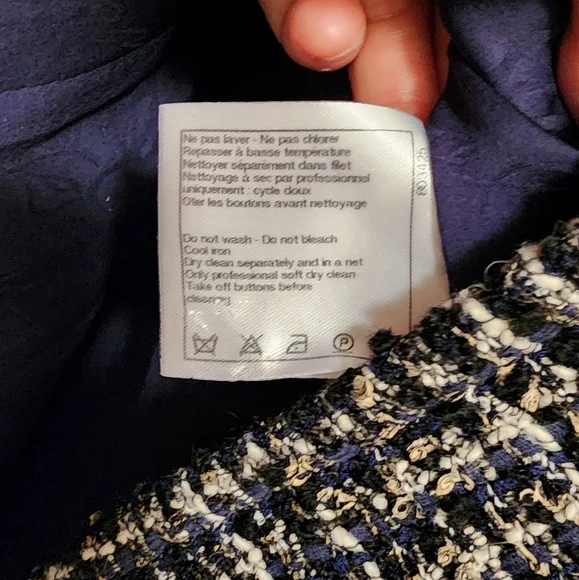 Ne pas laver - Ne pas chlorer
Repasser à basse température
Nettoyer séparément dans filet
Nettoyage à sec par professionnel
uniquement : cycle doux
Oter les boutons avant nettoyage
Do not wash - Do not bleach
Cool iron
Dry clean separately and in a net
Only professional soft dry clean
Take off buttons before
cleaning
P